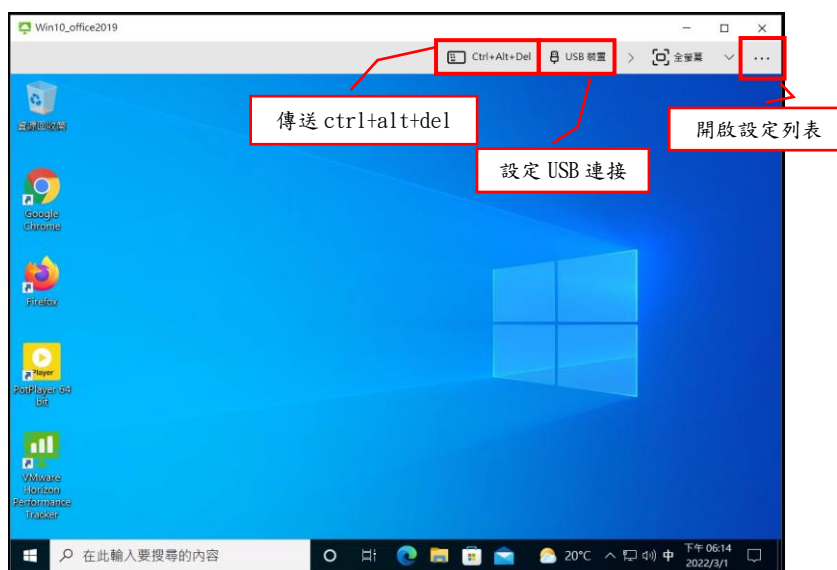 Win10_office2019
Ctrl+Alt+Del
USB 裝置
全螢幕
傳送 ctrl+alt+del
開啟設定列表
設定 USB 連接
資源回收筒
Google
Chrome
Firefox
Player
PotPlayer 64
bit
VMware
Horizon
Performance
Tracker
在此輸入要搜尋的內容
20°C
中
下午 06:14
2022/3/1